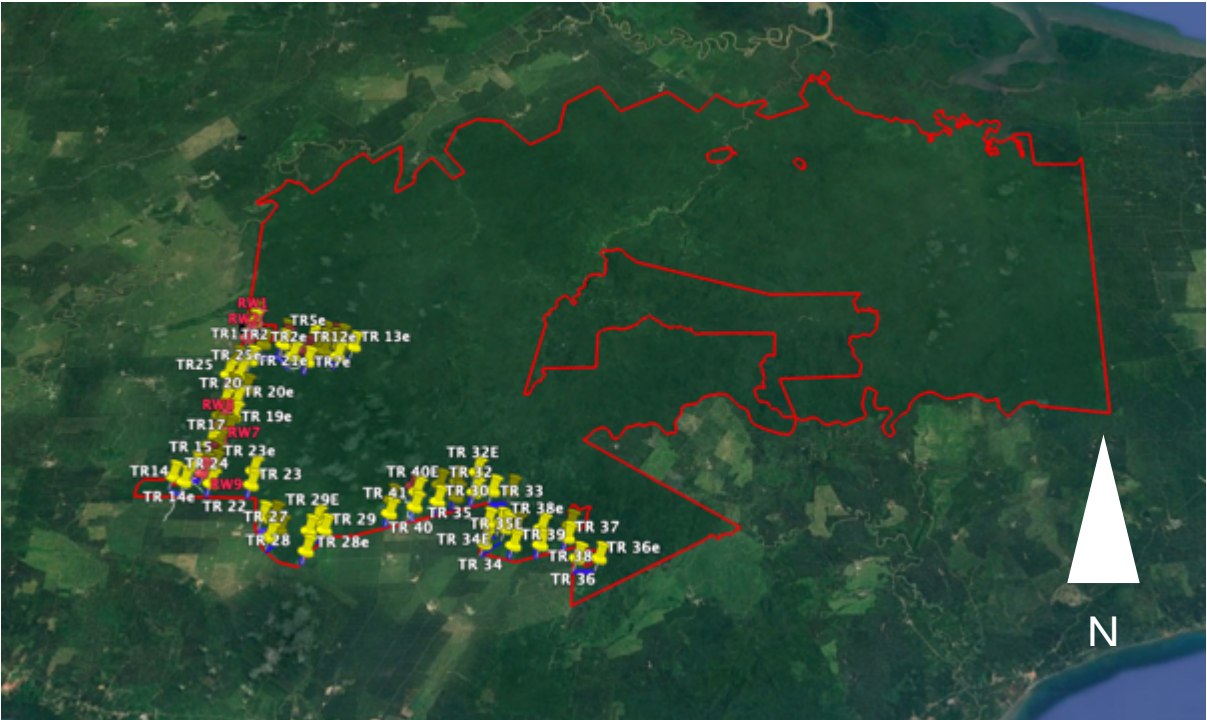 RW1
TR5e
TR1 TR2 TR2e TR12e TR 13e
TR 25e TR 21e TR7e
TR25
TR 20
TR 20e
TR 19e
TR17
RW7
TR 15
TR 23e
TR14
TR 24
TR 23
RW9
TR 14e
TR 22
TR 32E
TR 40E TR 32
TR 41 TR 30 TR 33
TR 29E
TR 27 TR 29 TR 40 TR 35 TR 38e
TR 35E TR 37
TR 28 TR 28e TR 34E TR 39
TR 38 TR 36e
TR 34
TR 36
N